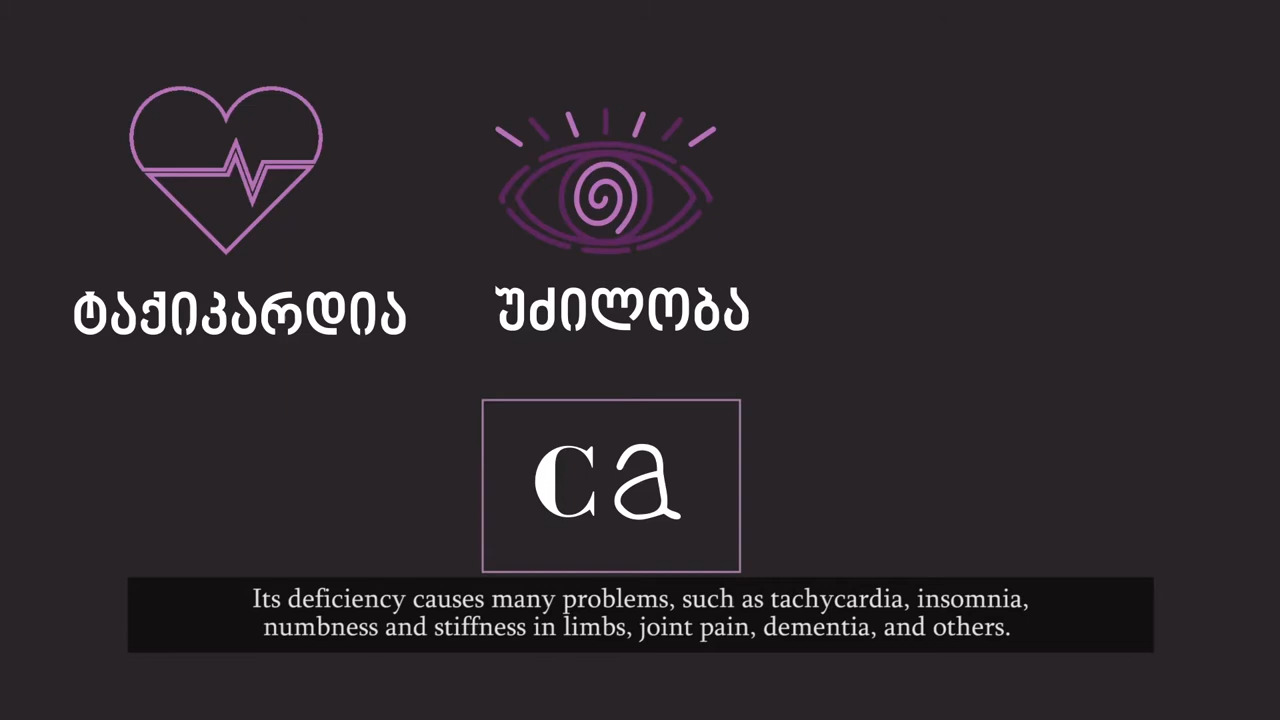 ტაქიკარდია
უძილობა
ca
Its deficiency causes many problems, such as tachycardia, insomnia,
numbness and stiffness in limbs, joint pain, dementia, and others.